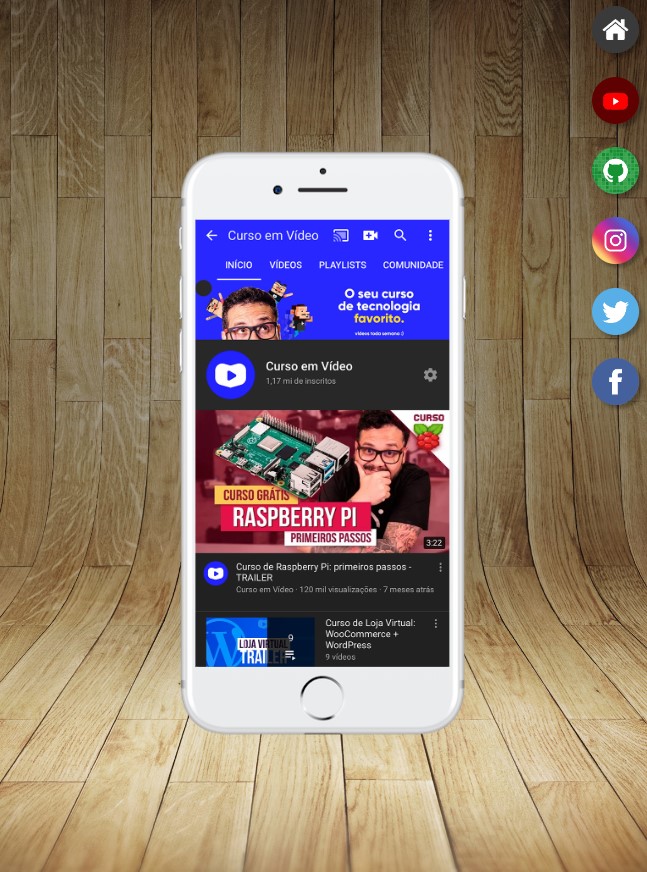 Curso em Vídeo
INÍCIO VÍDEOS PLAYLISTS COMUNIDADE
O seu curso
de tecnologia
favorito.
vídeos toda semana :)
Curso em Vídeo
1,17 mi de inscritos
CURSO
CURSO GRÁTIS
RASPBERRY PI
PRIMEIROS PASSOS
3:22
Curso de Raspberry Pi: primeiros passos -
TRAILER
Curso em Vídeo · 120 mil visualizações · 7 meses atrás
LOJA VIRTUAL
TRAILER
9
Curso de Loja Virtual:
WooCommerce +
WordPress
9 vídeos